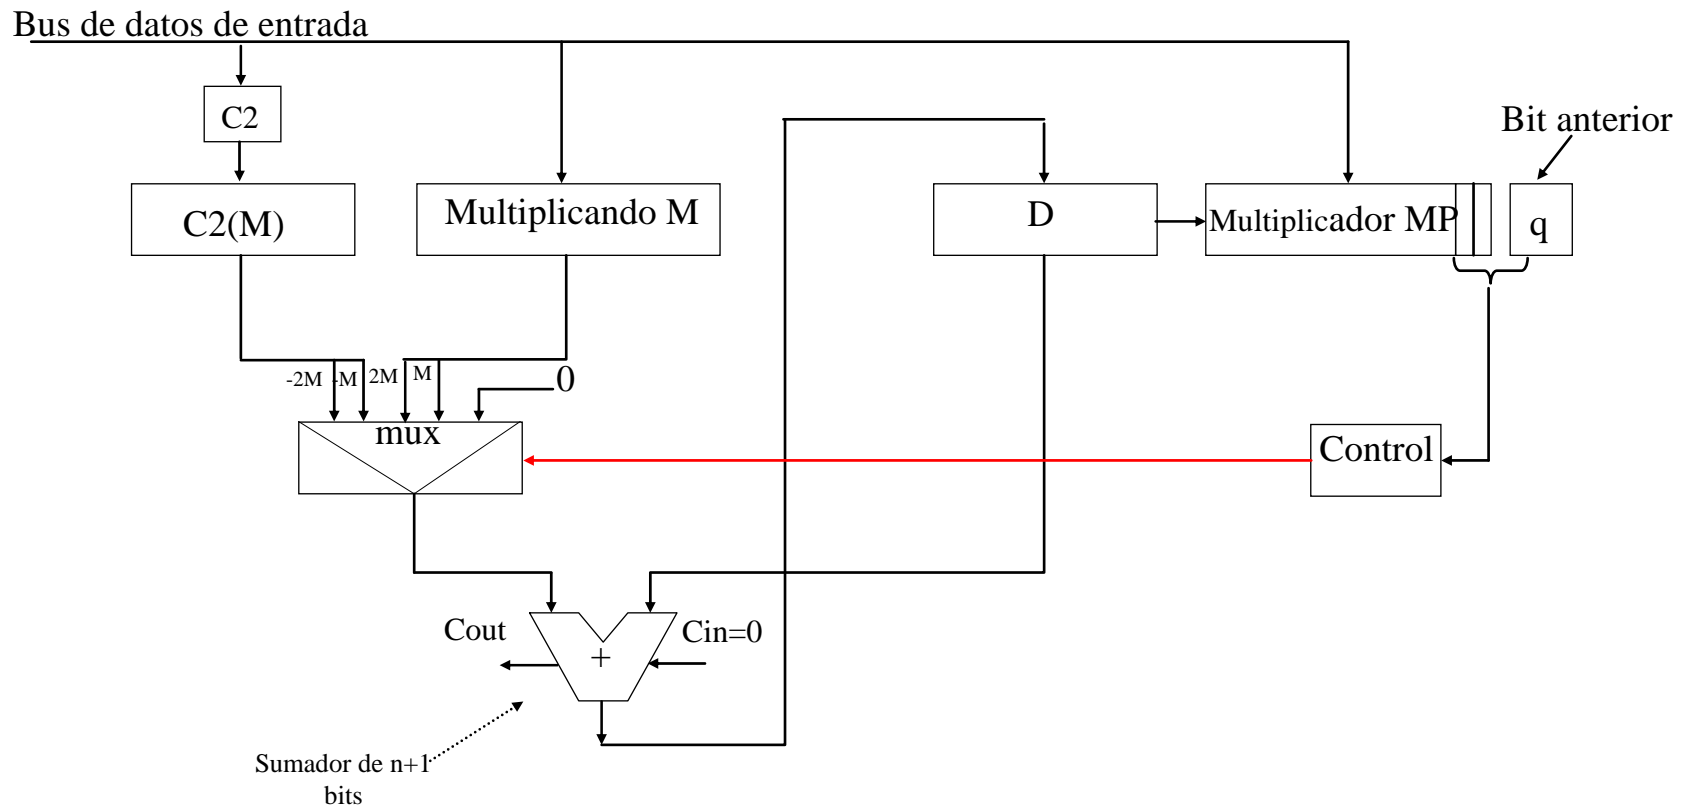 Bus de datos de entrada
C2
Bit anterior
C2(M)
Multiplicando M
D
Multiplicador MP
q
-2M
-M
2M
M
0
mux
Control
Cout
Cin=0
+
Sumador de n+1
bits